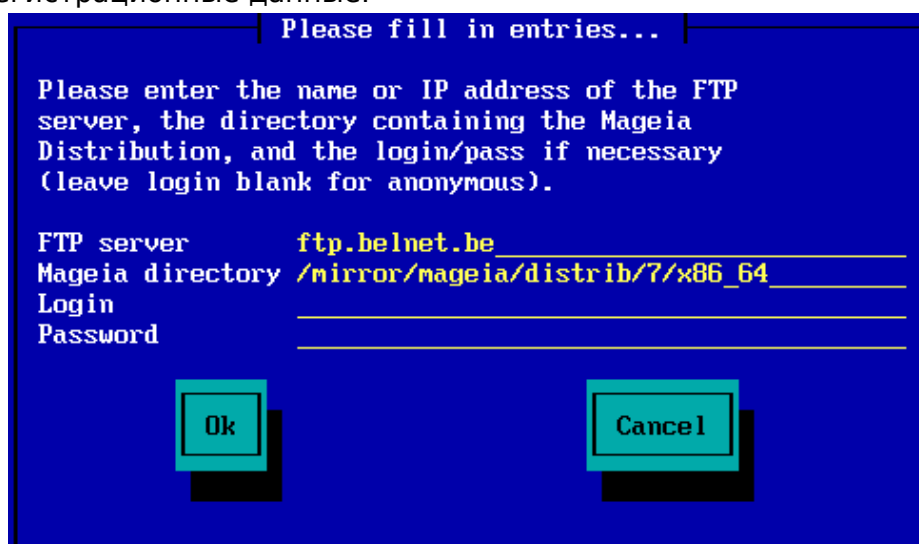 данные.
Please fill in entries...
Please enter the name or IP address of the FTP
server, the directory containing the Mageia
Distribution, and the login/pass if necessary
(leave login blank for anonymous).
FTP server ftp.belnet.be
Mageia directory /mirror/mageia/distrib/7/x86_64
Login
Password
Ok Cancel